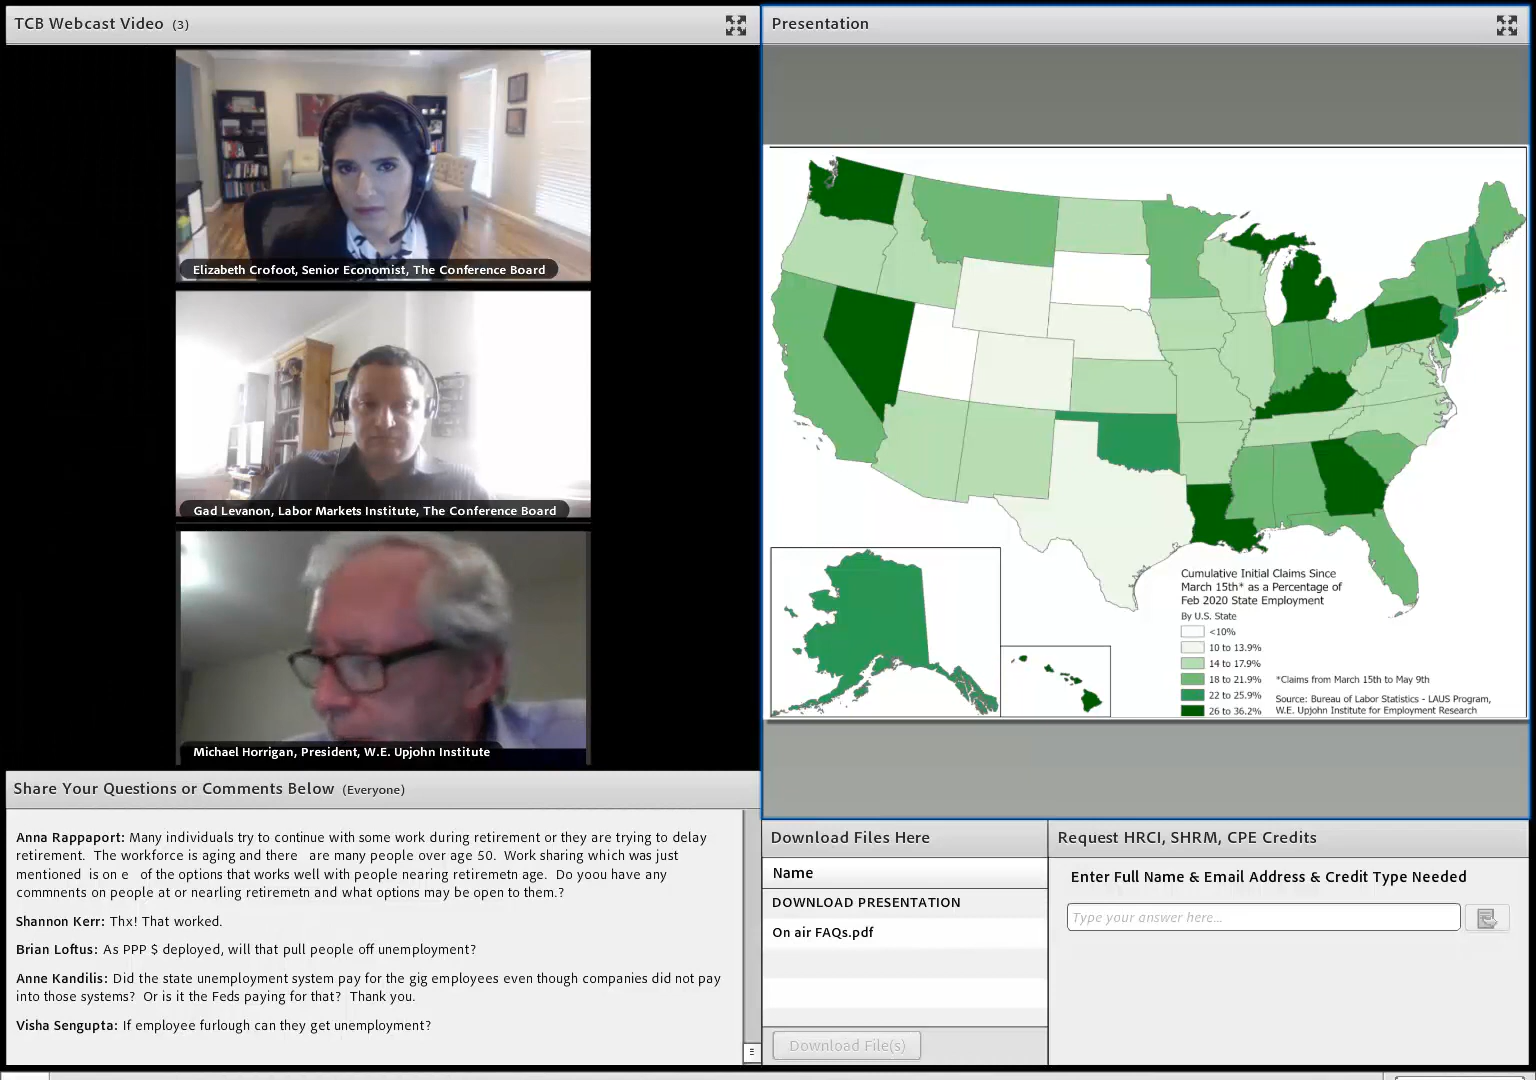 TCB Webcast Video (3)
Elizabeth Crofoot, Senior Economist, The Conference Board
Gad Levanon, Labor Markets Institute, The Conference Board
Michael Horrigan, President, W.E. Upjohn Institute
Share Your Questions or Comments Below (Everyone)
Anna Rappaport: Many individuals try to continue with some work during retirement or they are trying to delay
retirement. The workforce is aging and there are many people over age 50. Work sharing which was just
mentioned is on e of the options that works well with people nearing retiremetn age. Do yoou have any
commnents on people at or nearling retiremetn and what options may be open to them.?
Shannon Kerr: Thx! That worked.
Brian Loftus: As PPP $ deployed, will that pull people off unemployment?
Anne Kandilis: Did the state unemployment system pay for the gig employees even though companies did not pay
into those systems? Or is it the Feds paying for that? Thank you.
Visha Sengupta: If employee furlough can they get unemployment?
Presentation
Cumulative Initial Claims Since
March 15th* as a Percentage of
Feb 2020 State Employment
By U.S. State
<10%
10 to 13.9%
14 to 17.9%
18 to 21.9%
22 to 25.9%
26 to 36.2%
*Claims from March 15th to May 9th
Source: Bureau of Labor Statistics - LAUS Program,
W.E. Upjohn Institute for Employment Research
Download Files Here
Name
DOWNLOAD PRESENTATION
On air FAQs.pdf
Download File(s)
Request HRCI, SHRM, CPE Credits
Enter Full Name & Email Address & Credit Type Needed
Type your answer here...